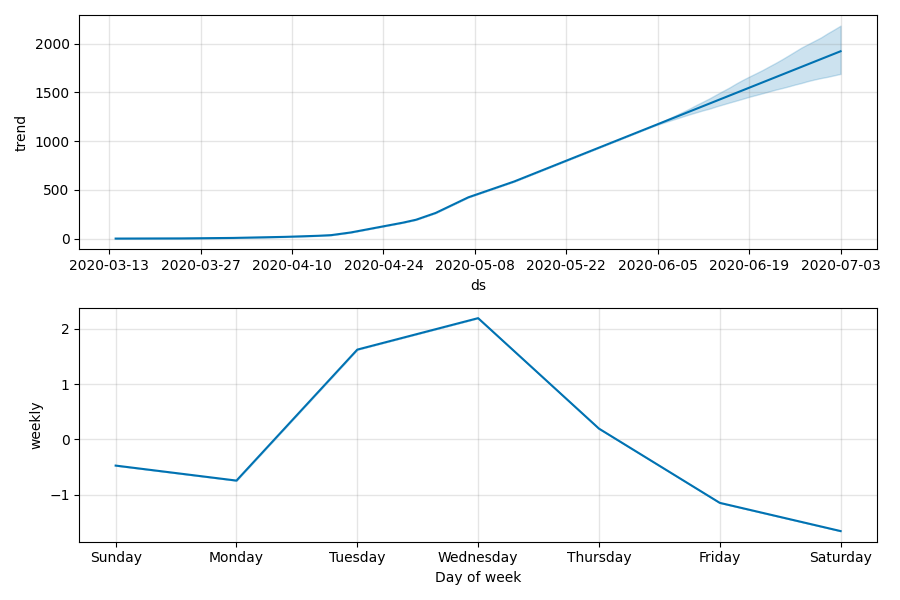 2000
1500
1000
500
0
trend
2020-03-13 2020-03-27 2020-04-10 2020-04-24 2020-05-08 2020-05-22 2020-06-05 2020-06-19 2020-07-03
ds
2
1
0
−1
weekly
Sunday Monday Tuesday Wednesday Thursday Friday Saturday
Day of week